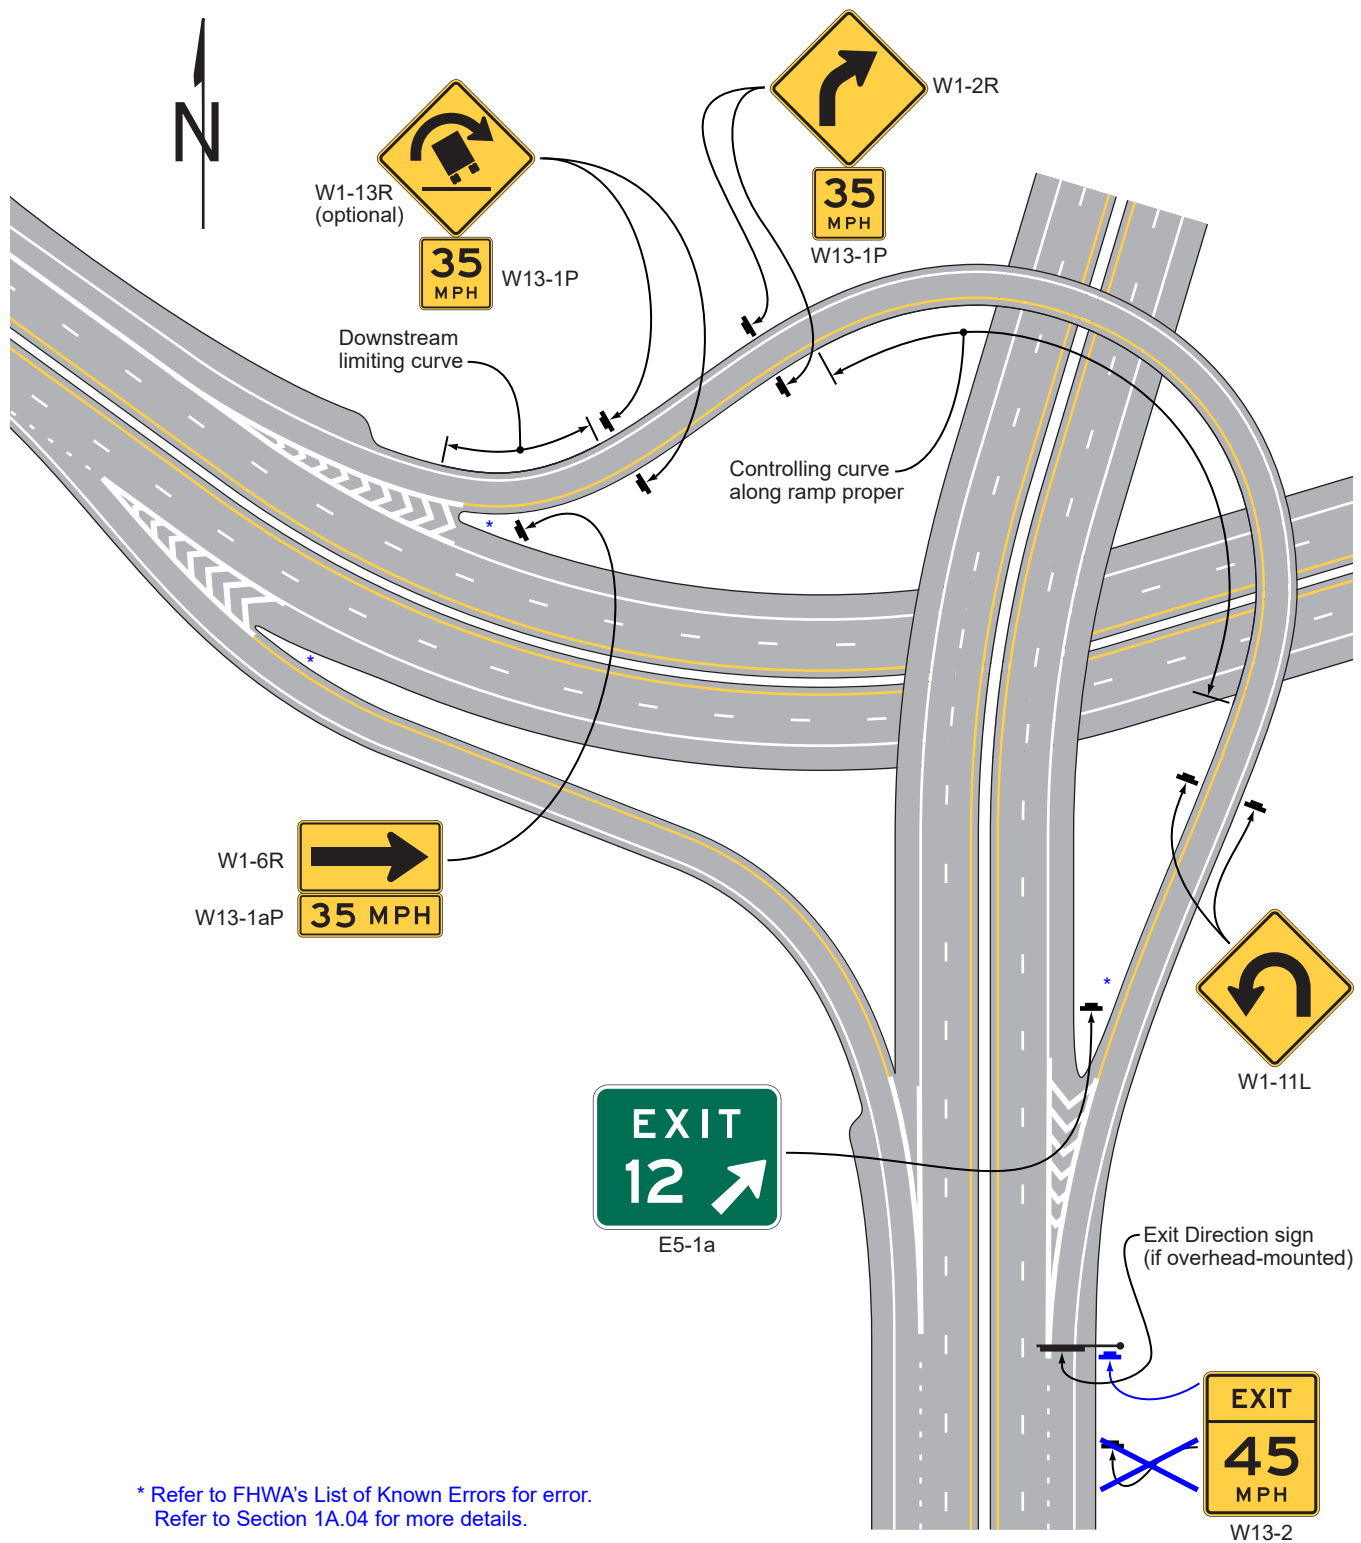 N
W1-2R
W1-13R
(optional)
35
MPH
W13-1P
35
MPH
W13-1P
Downstream
limiting curve
Controlling curve
along ramp proper
*
*
W1-6R
W13-1aP
35 MPH
*
W1-11L
EXIT
12
E5-1a
Exit Direction sign
(if overhead-mounted)
EXIT
45
MPH
W13-2
* Refer to FHWA's List of Known Errors for error.
Refer to Section 1A.04 for more details.